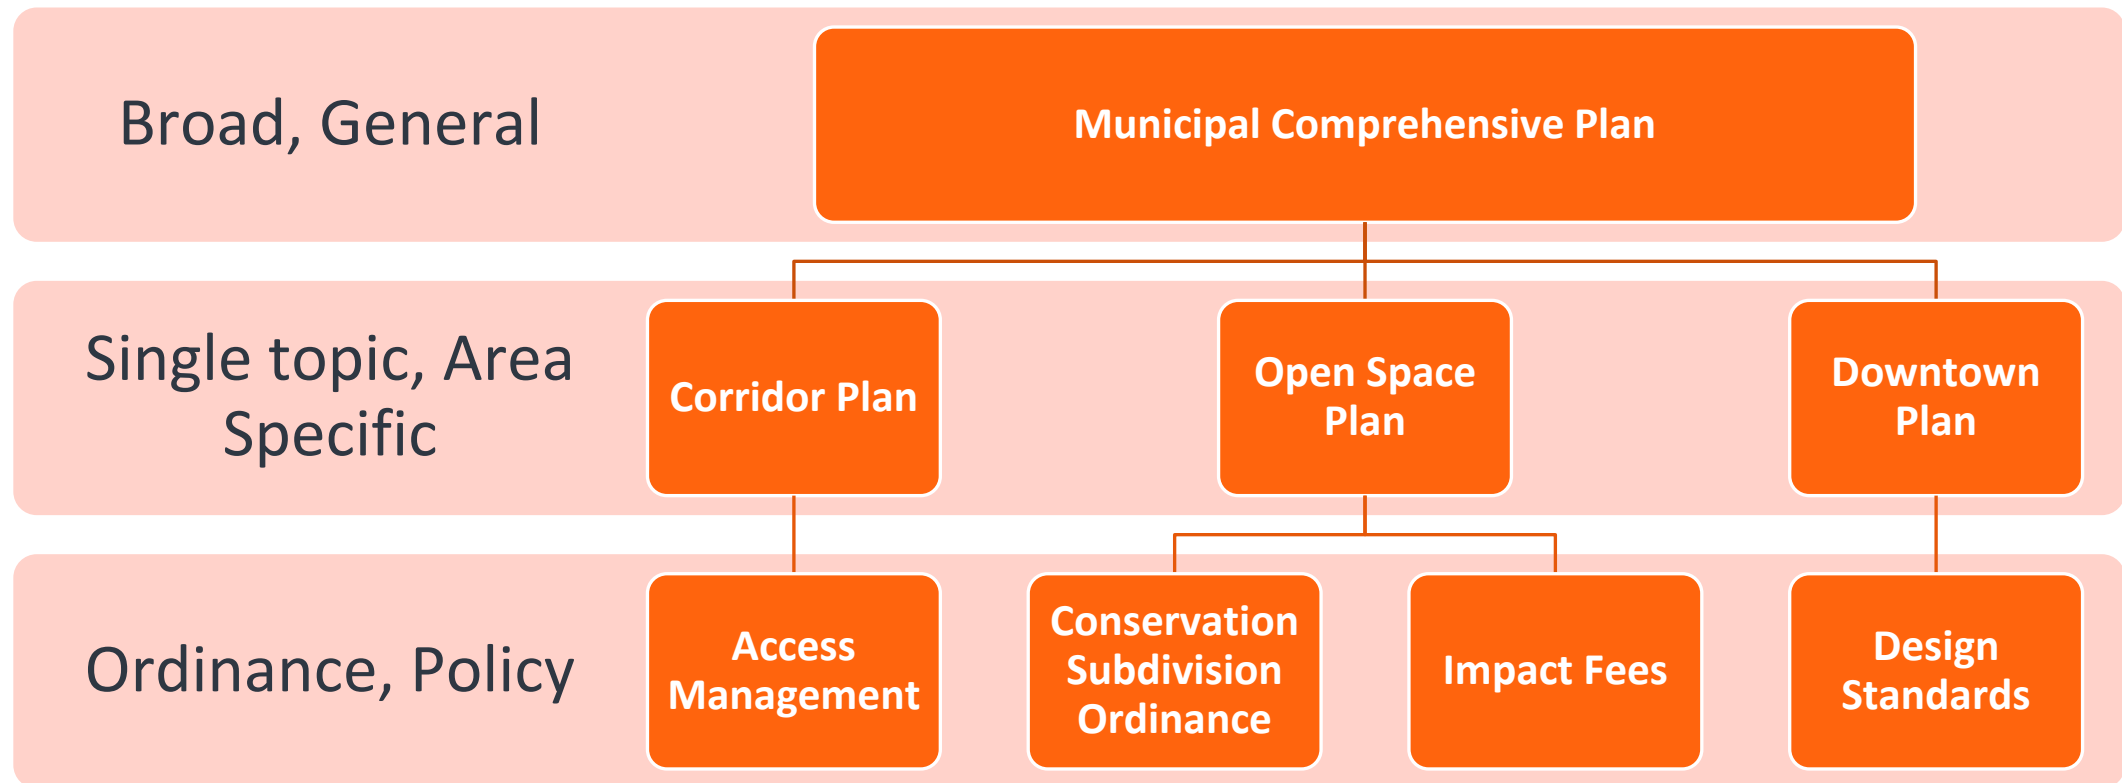 Broad, General
Municipal Comprehensive Plan
Single topic, Area
Specific
Corridor Plan
Open Space
Plan
Downtown
Plan
Ordinance, Policy
Access
Management
Conservation
Subdivision
Ordinance
Impact Fees
Design
Standards